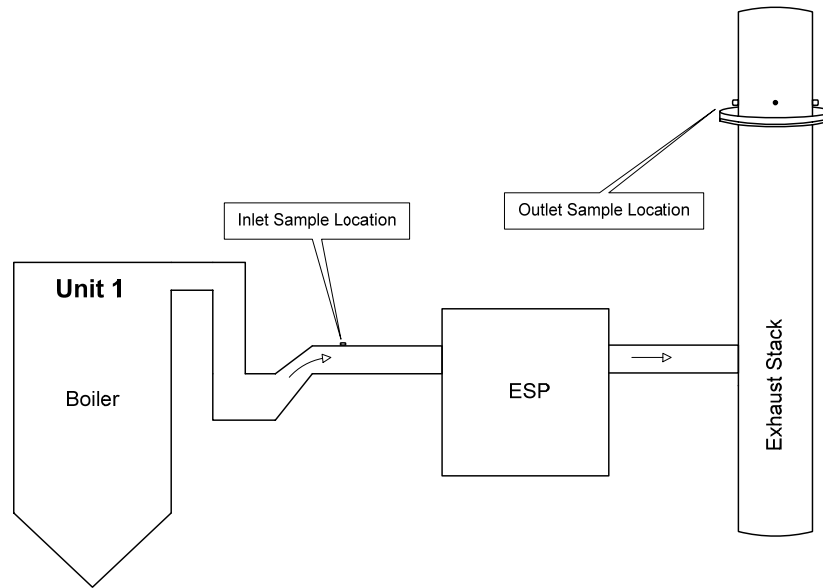 Outlet Sample Location
Inlet Sample Location
Unit 1
Boiler
ESP
Exhaust Stack